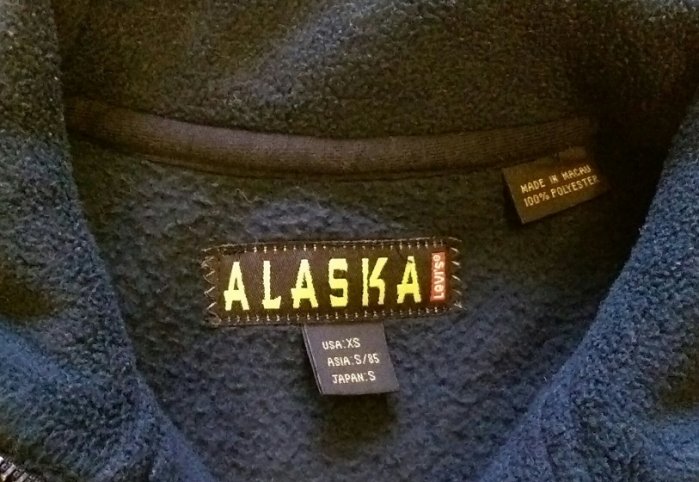 MADE IN MACAU
100% POLYESTER
ALASKA
Levi's®
USA:XS
ASIA:S/85
JAPAN:S